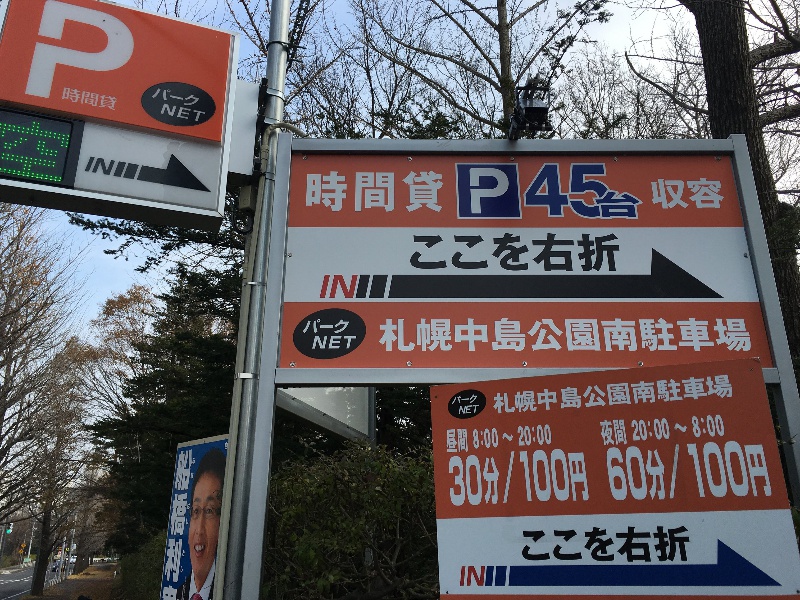 P
時間貸
パーク
NET
IN
時間貸 P 45台 収容
ここを右折
IN
パーク
NET
札幌中島公園南駐車場
パーク
NET
札幌中島公園南駐車場
昼間 8:00～20:00
30分/100円
夜間 20:00～8:00
60分/100円
ここを右折
IN